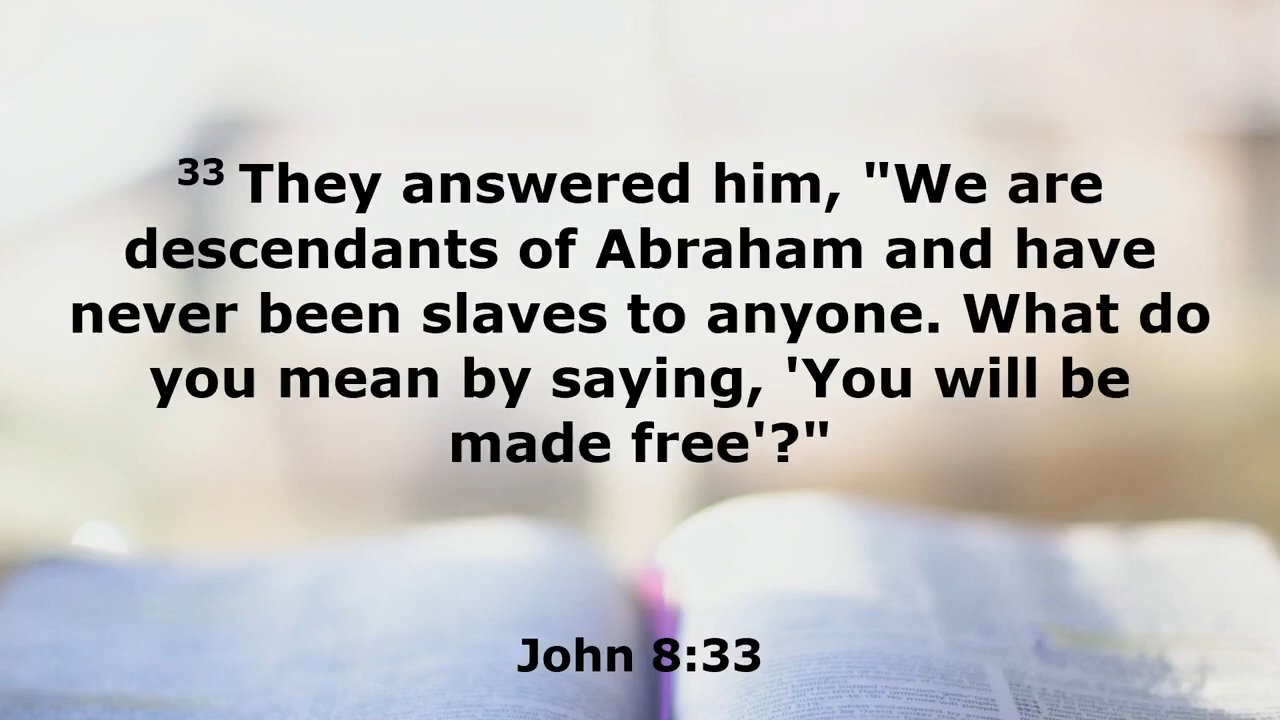 33 They answered him, "We are
descendants of Abraham and have
never been slaves to anyone. What do
you mean by saying, 'You will be
made free'?"
John 8:33